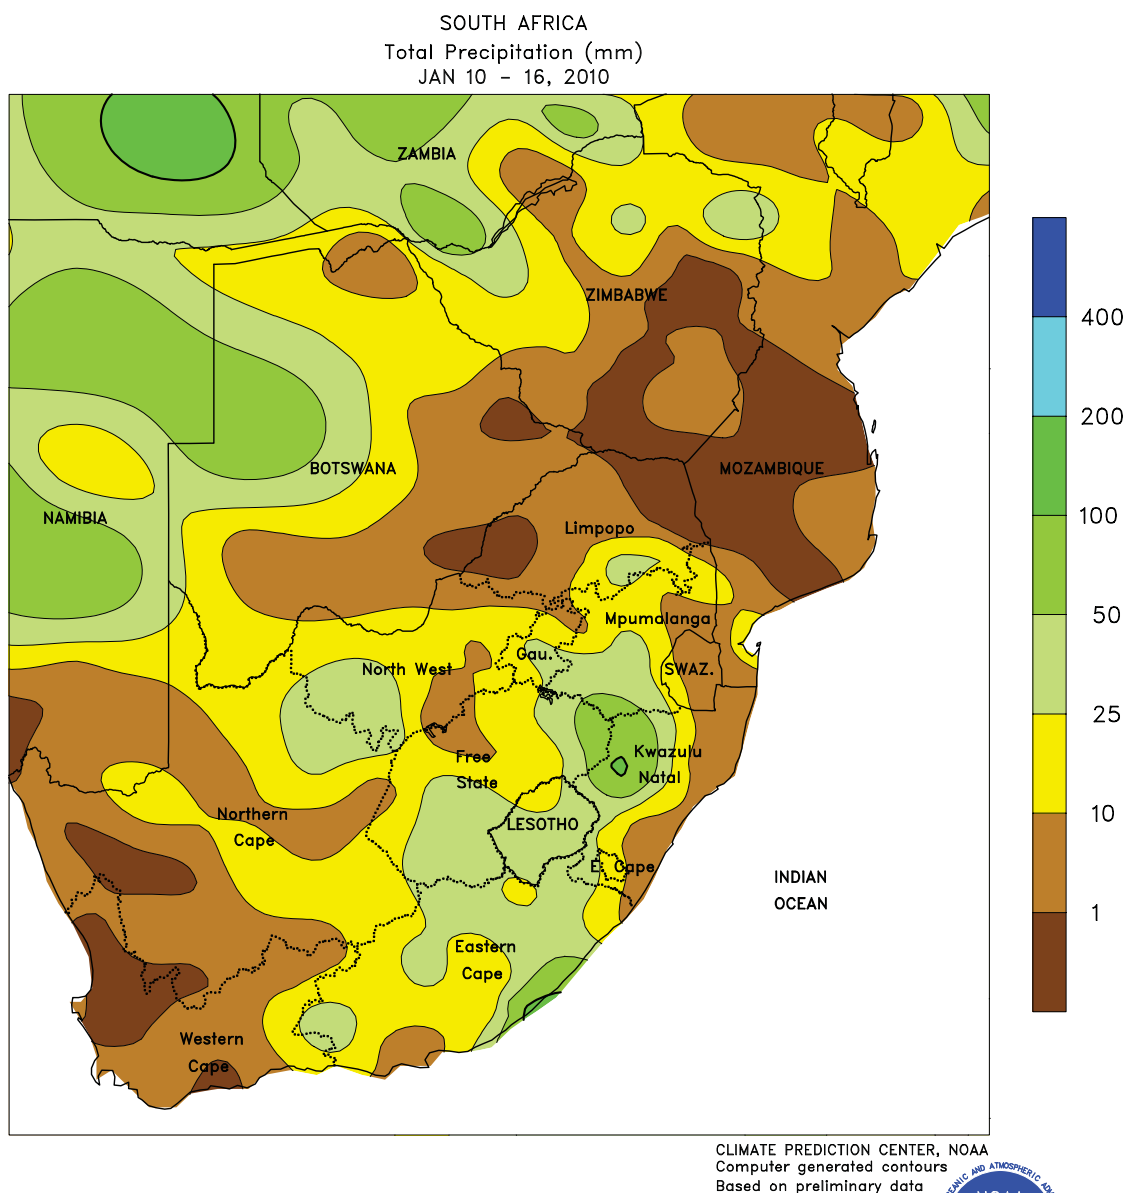 SOUTH AFRICA
Total Precipitation (mm)
JAN 10 - 16, 2010
ZAMBIA
ZIMBABWE
400
200
BOTSWANA
MOZAMBIQUE
NAMIBIA
Limpopo
100
50
Mpumalanga
Gau.
North West
SWAZ.
25
Free
State
Kwazulu
Natal
10
Northern
Cape
LESOTHO
E. Cape
INDIAN
OCEAN
1
Eastern
Cape
Western
Cape
CLIMATE PREDICTION CENTER, NOAA
Computer generated contours
Based on preliminary data
AND ATMOSPHERIC